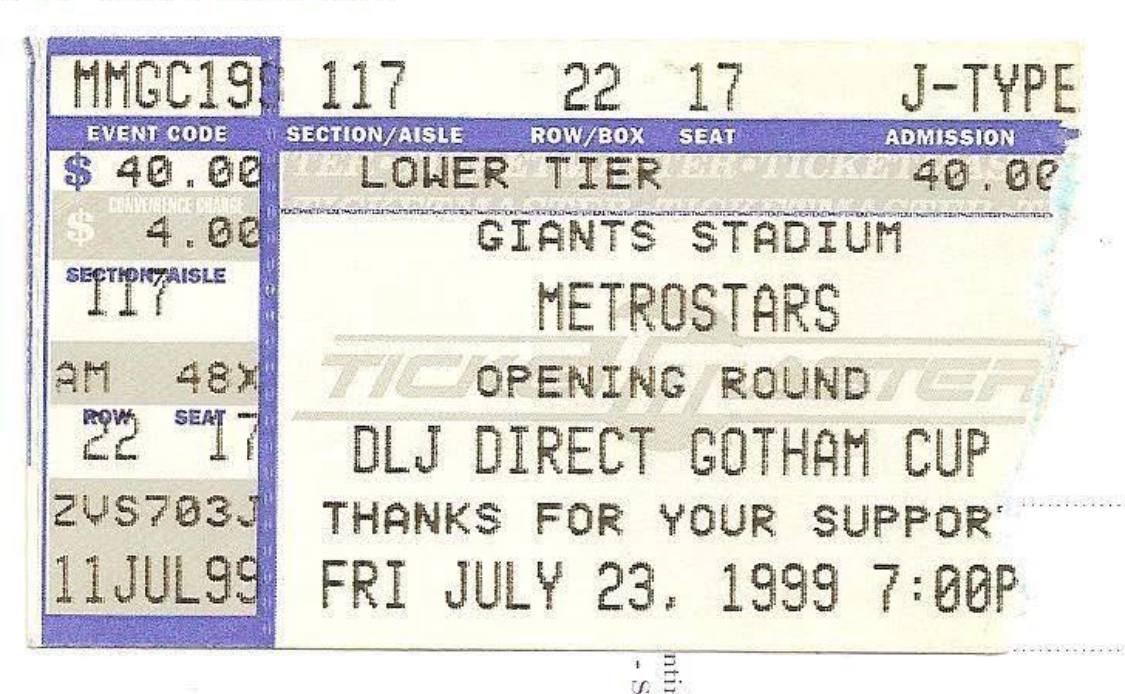 MMGC199 117 22 17 J-TYPE
EVENT CODE SECTION/AISLE ROW/BOX SEAT ADMISSION
$ 40.00 LOWER TIER 40.00
CONVENIENCE CHARGE
$ 4.00 GIANTS STADIUM
SECTION/AISLE
117 METROSTARS
TICKETMASTER
AM 48X OPENING ROUND
ROW SEAT
22 17 DLJ DIRECT GOTHAM CUP
ZVS703J THANKS FOR YOUR SUPPOR
11JUL99 FRI JULY 23, 1999 7:00P